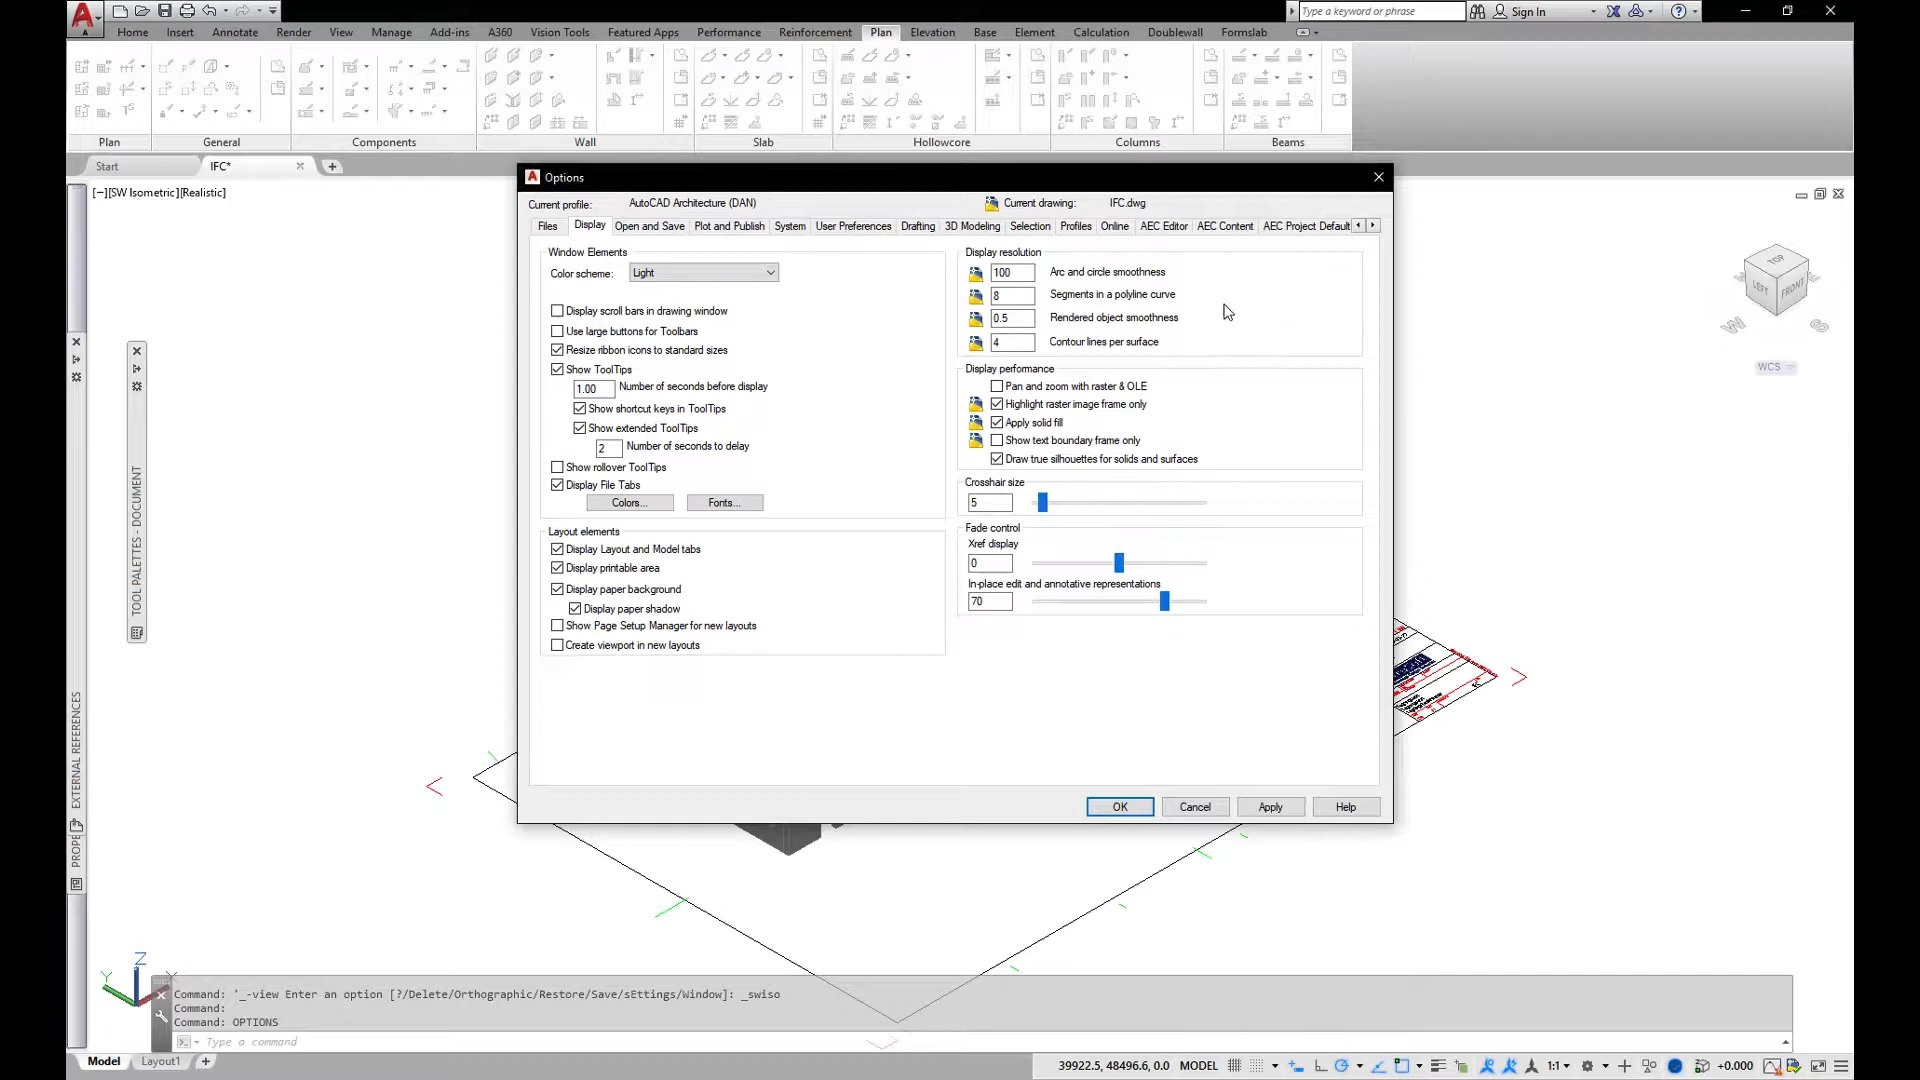 Type a keyword or phrase
Sign In
Home Insert Annotate Render View Manage Add-ins A360 Vision Tools Featured Apps Performance Reinforcement Plan Elevation Base Element Calculation Doublewall Formslab
Plan General Components Wall Slab Hollowcore Columns Beams
Start IFC*
[−][SW Isometric][Realistic]
Options
Current profile: AutoCAD Architecture (DAN) Current drawing: IFC.dwg
Files Display Open and Save Plot and Publish System User Preferences Drafting 3D Modeling Selection Profiles Online AEC Editor AEC Content AEC Project Default
Window Elements
Color scheme: Light
Display scroll bars in drawing window
Use large buttons for Toolbars
Resize ribbon icons to standard sizes
Show ToolTips
1.00 Number of seconds before display
Show shortcut keys in ToolTips
Show extended ToolTips
2 Number of seconds to delay
Show rollover ToolTips
Display File Tabs
Colors... Fonts...
Layout elements
Display Layout and Model tabs
Display printable area
Display paper background
Display paper shadow
Show Page Setup Manager for new layouts
Create viewport in new layouts
Display resolution
100 Arc and circle smoothness
8 Segments in a polyline curve
0.5 Rendered object smoothness
4 Contour lines per surface
Display performance
Pan and zoom with raster & OLE
Highlight raster image frame only
Apply solid fill
Show text boundary frame only
Draw true silhouettes for solids and surfaces
Crosshair size
5
Fade control
Xref display
0
In-place edit and annotative representations
70
OK Cancel Apply Help
TOP
LEFT FRONT
W S
WCS
TOOL PALETTES - DOCUMENT
EXTERNAL REFERENCES
PROPE
Z
Y X
Command: '_-view Enter an option [?/Delete/Orthographic/Restore/Save/sEttings/Window]: _swiso
Command:
Command: OPTIONS
Type a command
Model Layout1
39922.5, 48496.6, 0.0 MODEL 1:1 +0.000